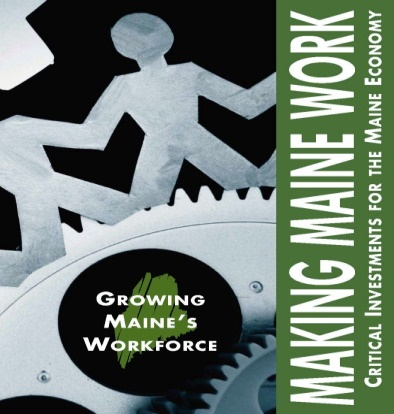 MAKING MAINE WORK
CRITICAL INVESTMENTS FOR THE MAINE ECONOMY
GROWING
MAINE'S
WORKFORCE